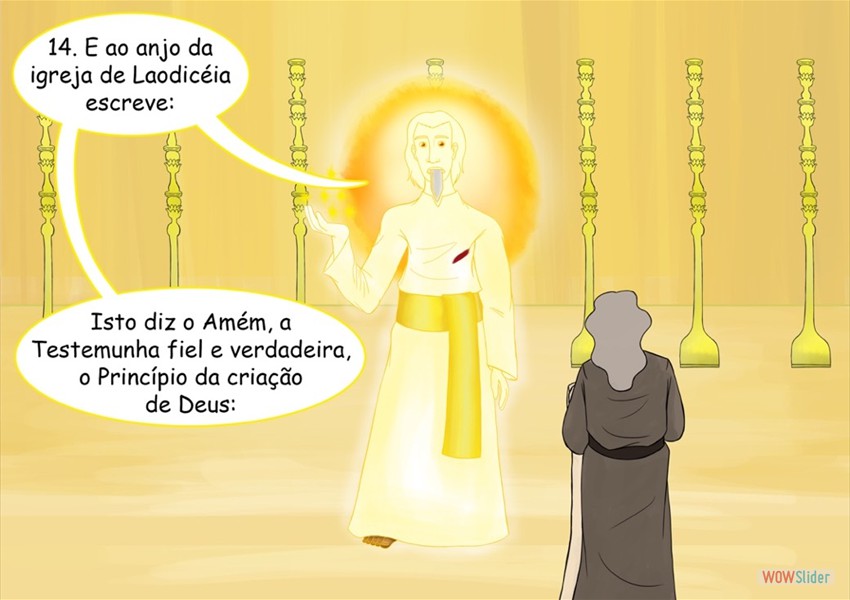 14. E ao anjo da
igreja de Laodicéia
escreve:
Isto diz o Amém, a
Testemunha fiel e verdadeira,
o Princípio da criação
de Deus:
WOWSlider